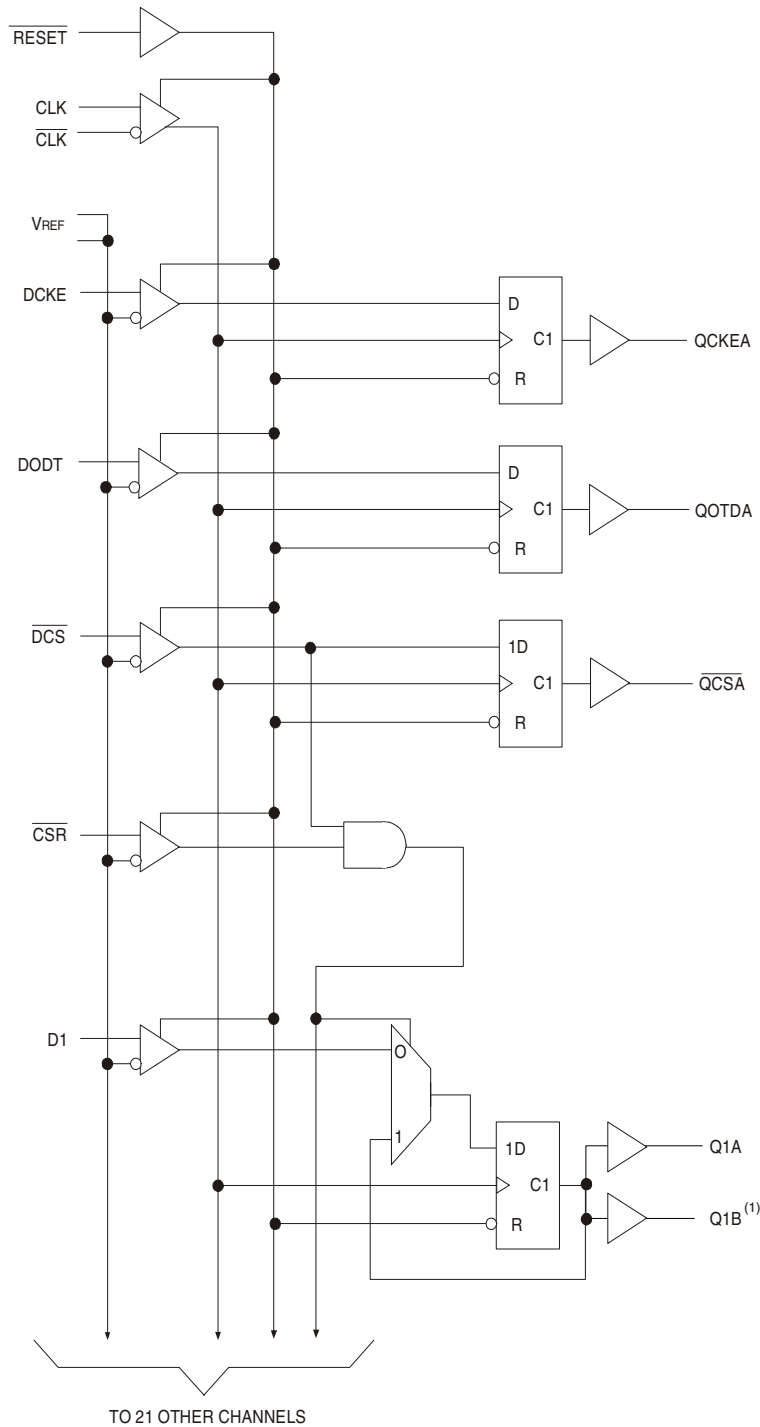 RESET
CLK
CLK
VREF
DCKE
D
C1
R
QCKEA
DODT
D
C1
R
QOTDA
DCS
1D
C1
R
QCSA
CSR
D1
O
1
1D
C1
R
Q1A
Q1B (1)
TO 21 OTHER CHANNELS